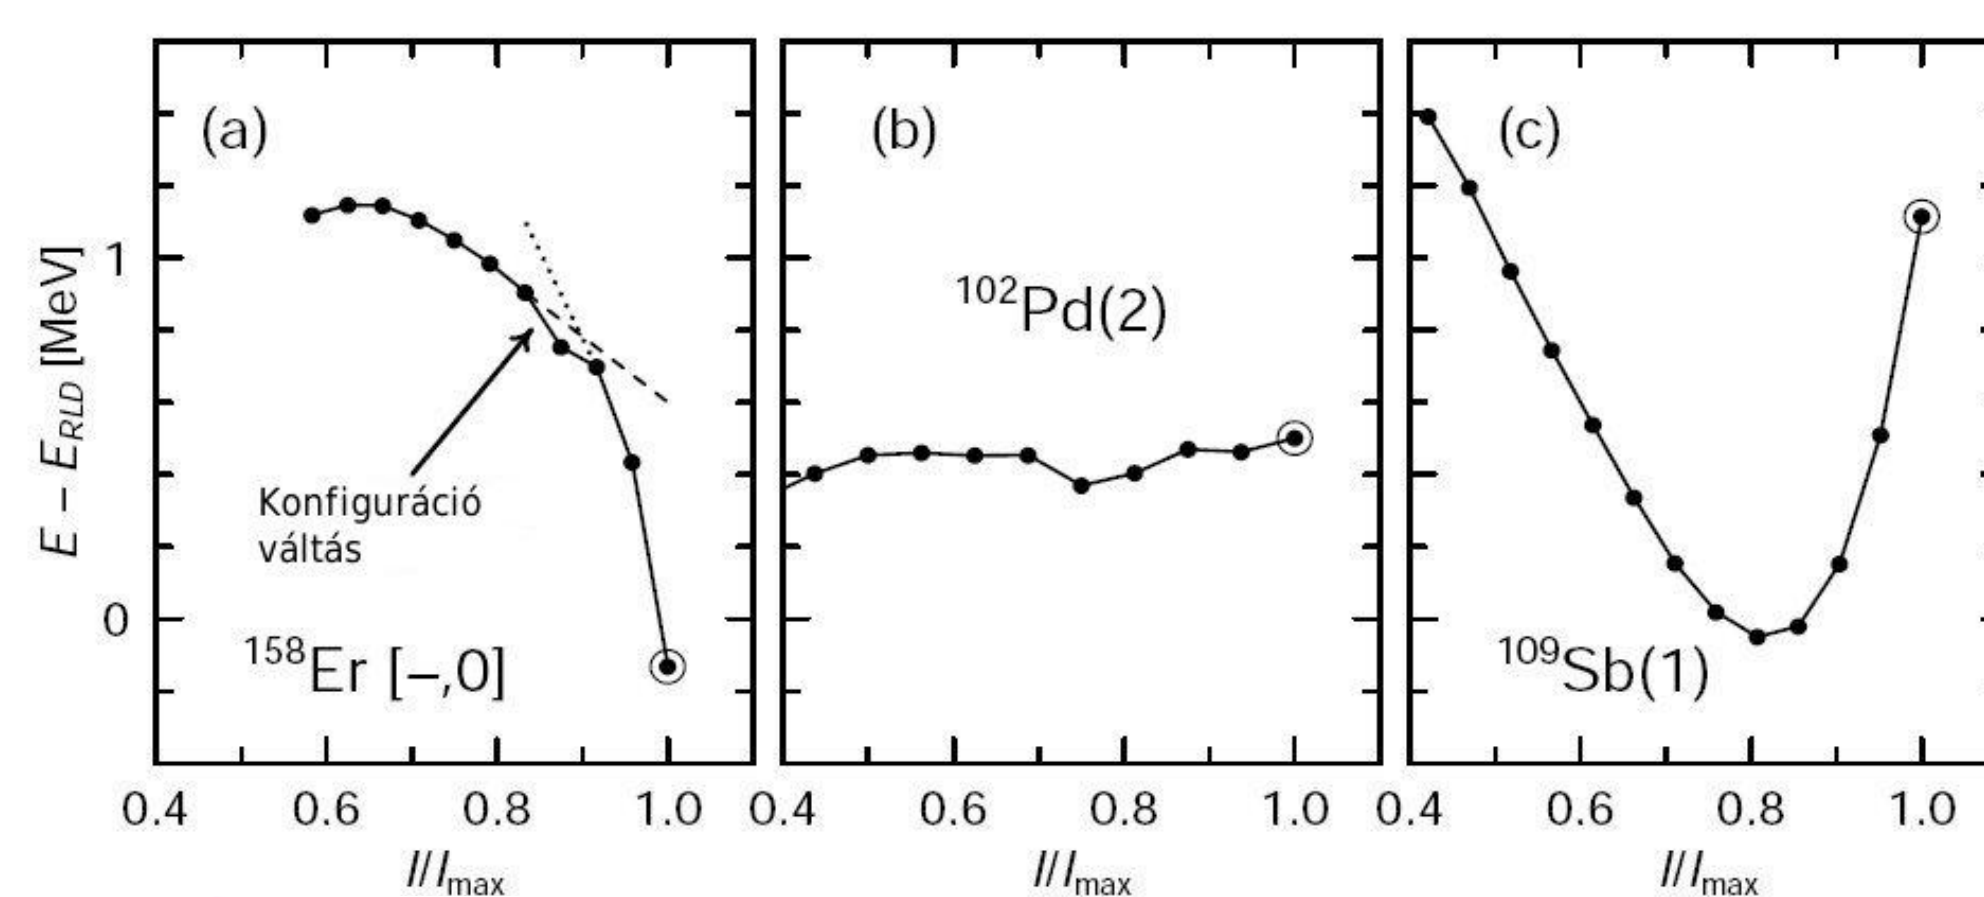 (a)
(b)
(c)
E – E_RLD [MeV]
1
0
Konfiguráció
váltás
¹⁵⁸Er [–,0]
¹⁰²Pd(2)
¹⁰⁹Sb(1)
0.4 0.6 0.8 1.0
0.4 0.6 0.8 1.0
0.4 0.6 0.8 1.0
I/I_max
I/I_max
I/I_max